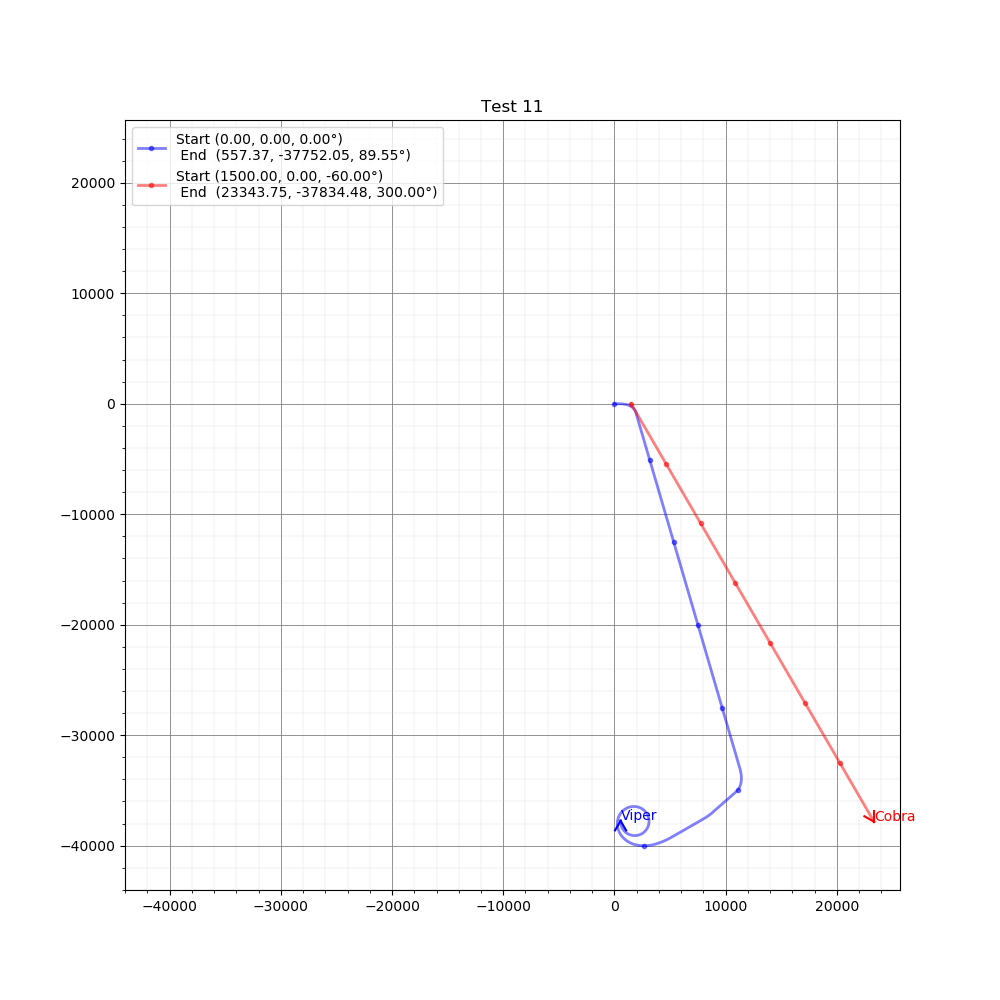 Test 11
Start (0.00, 0.00, 0.00°)
End (557.37, -37752.05, 89.55°)
Start (1500.00, 0.00, -60.00°)
End (23343.75, -37834.48, 300.00°)
20000
10000
0
−10000
−20000
−30000
−40000
Viper
Cobra
−40000 −30000 −20000 −10000 0 10000 20000